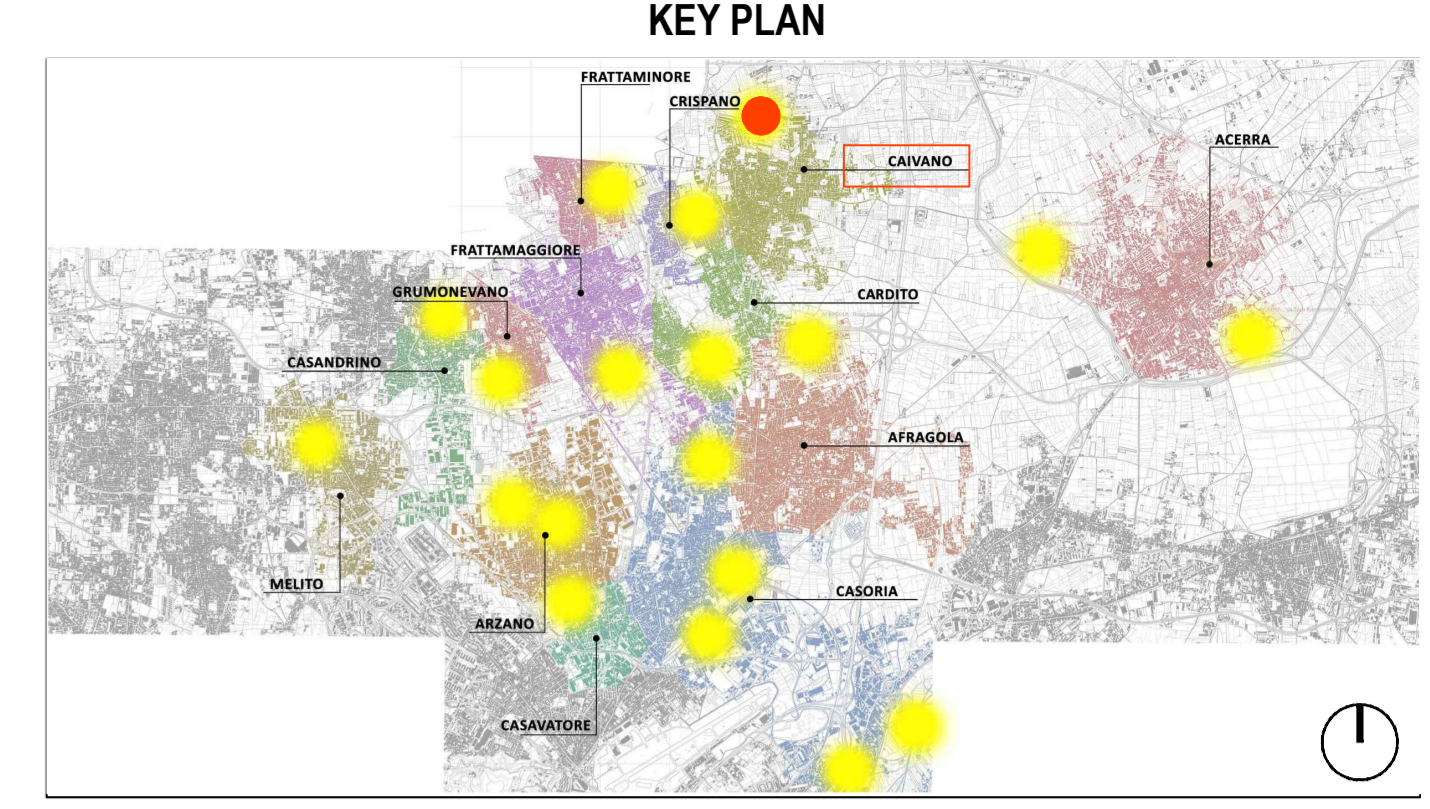 KEY PLAN
FRATTAMINORE
CRISPANO
ACERRA
CAIVANO
FRATTAMAGGIORE
GRUMONEVANO
CARDITO
CASANDRINO
AFRAGOLA
MELITO
CASORIA
ARZANO
CASAVATORE